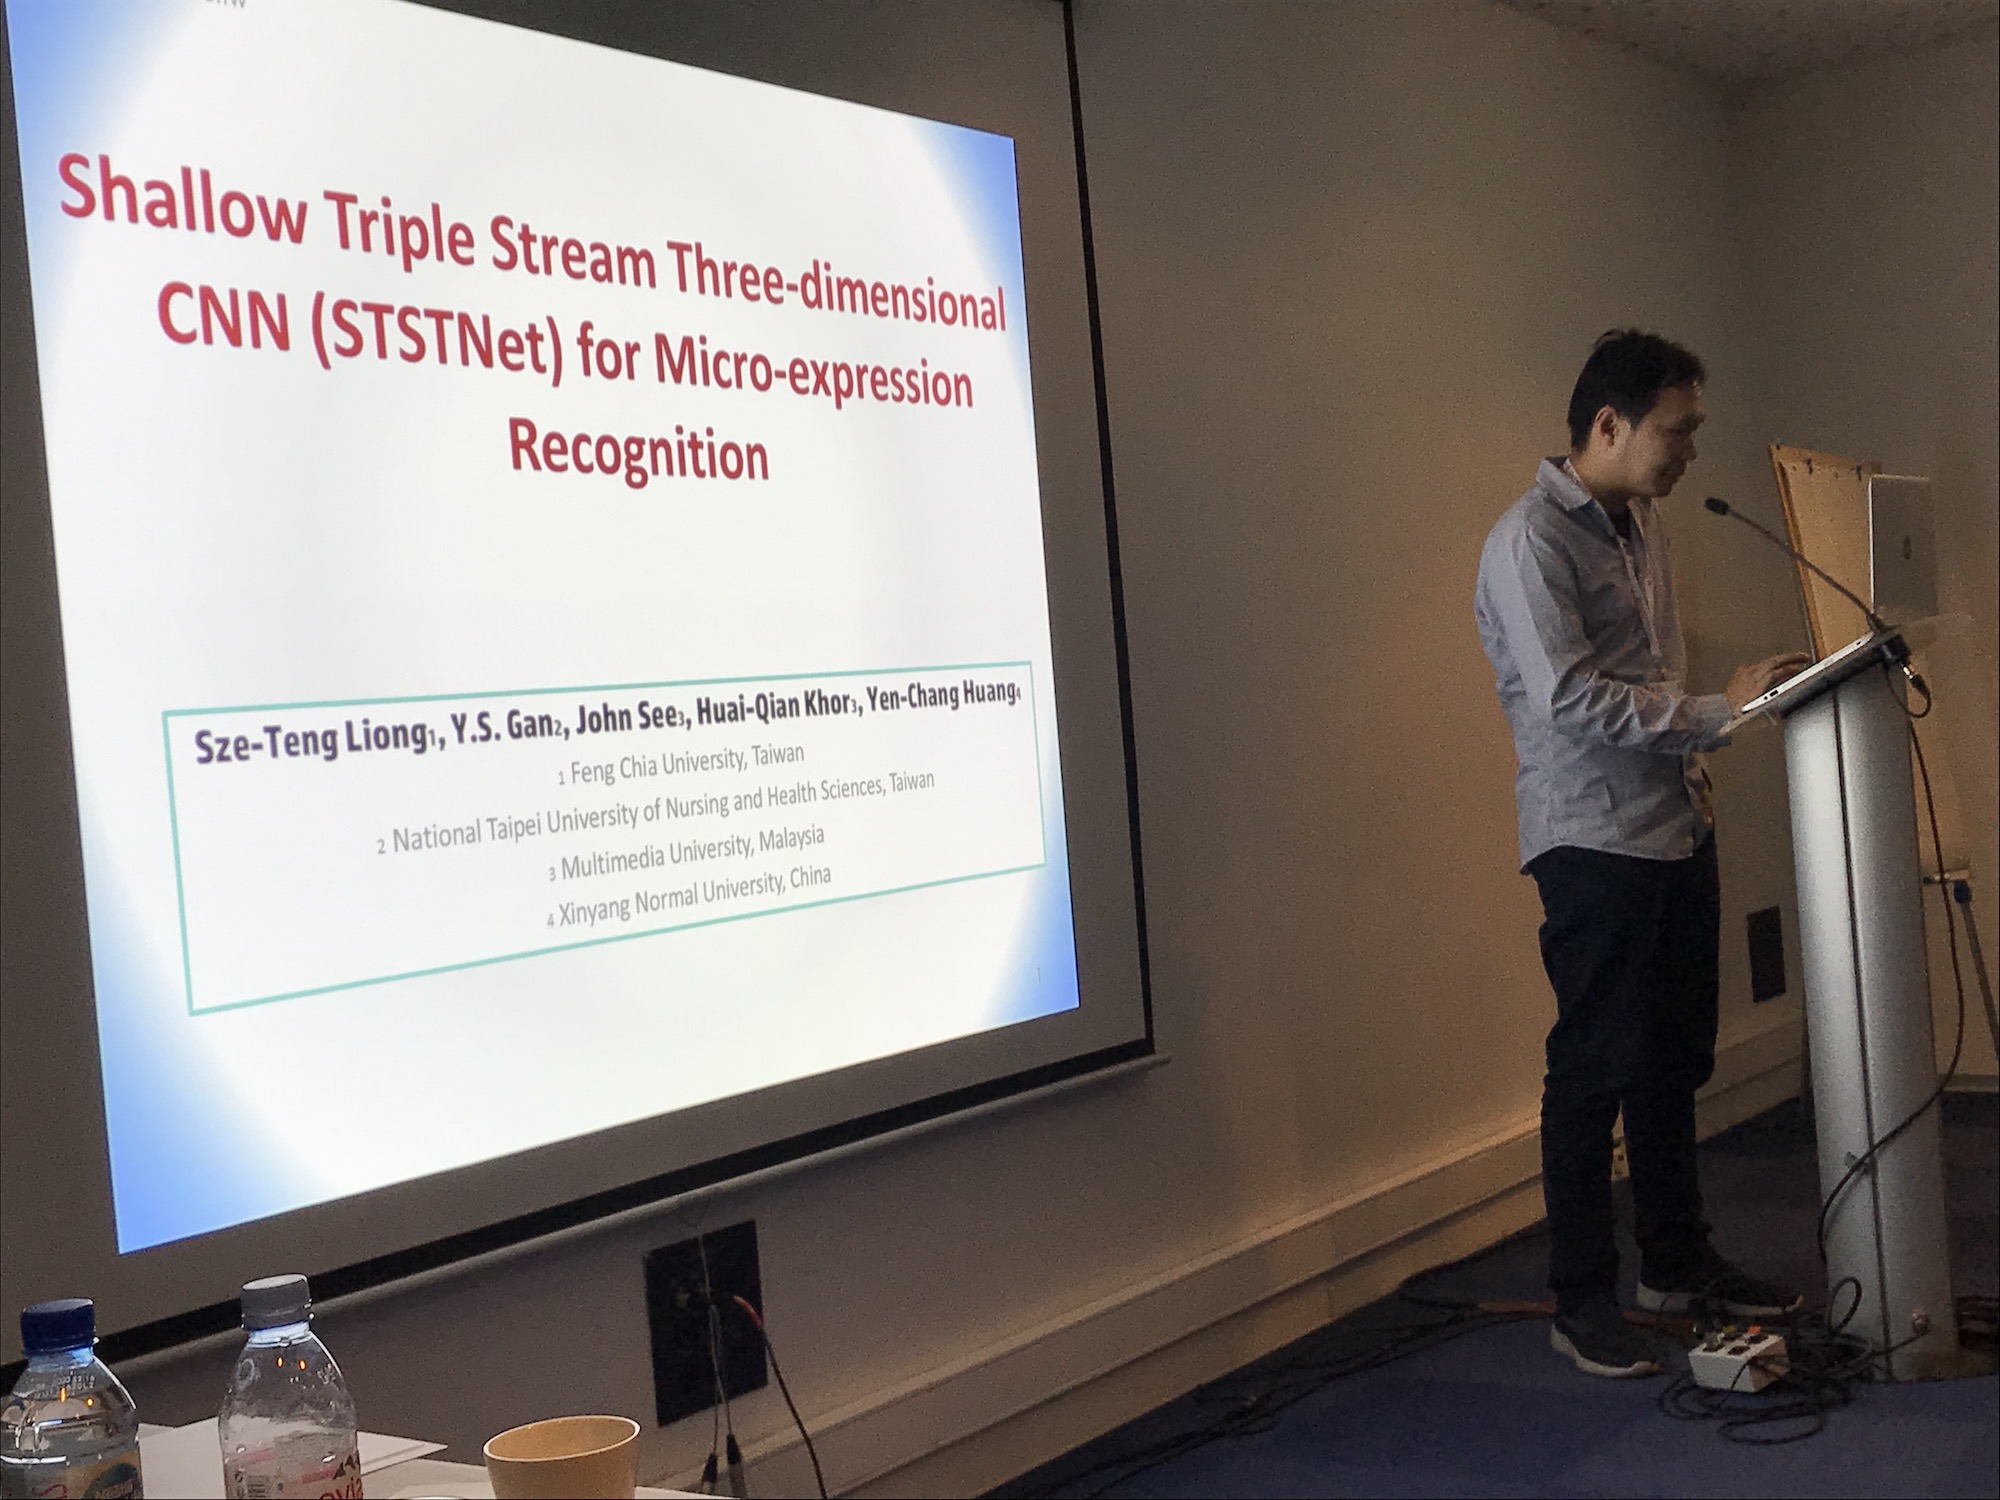 Shallow Triple Stream Three-dimensional
CNN (STSTNet) for Micro-expression
Recognition
Sze-Teng Liong1, Y.S. Gan2, John See3, Huai-Qian Khor3, Yen-Chang Huang4
1 Feng Chia University, Taiwan
2 National Taipei University of Nursing and Health Sciences, Taiwan
3 Multimedia University, Malaysia
4 Xinyang Normal University, China
1